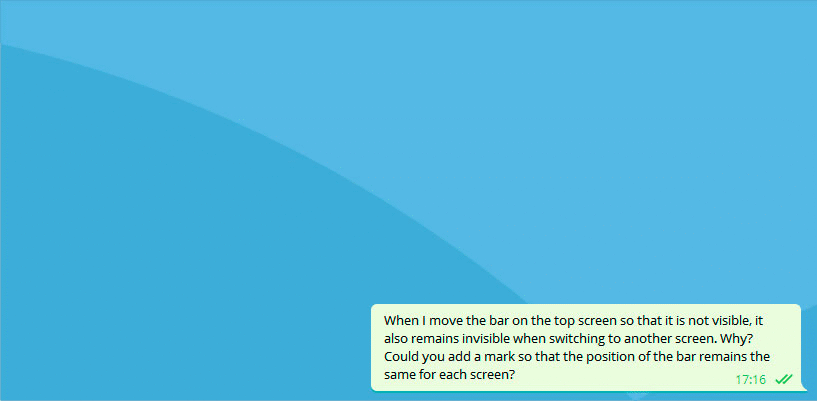 When I move the bar on the top screen so that it is not visible, it
also remains invisible when switching to another screen. Why?
Could you add a mark so that the position of the bar remains the
same for each screen?
17:16